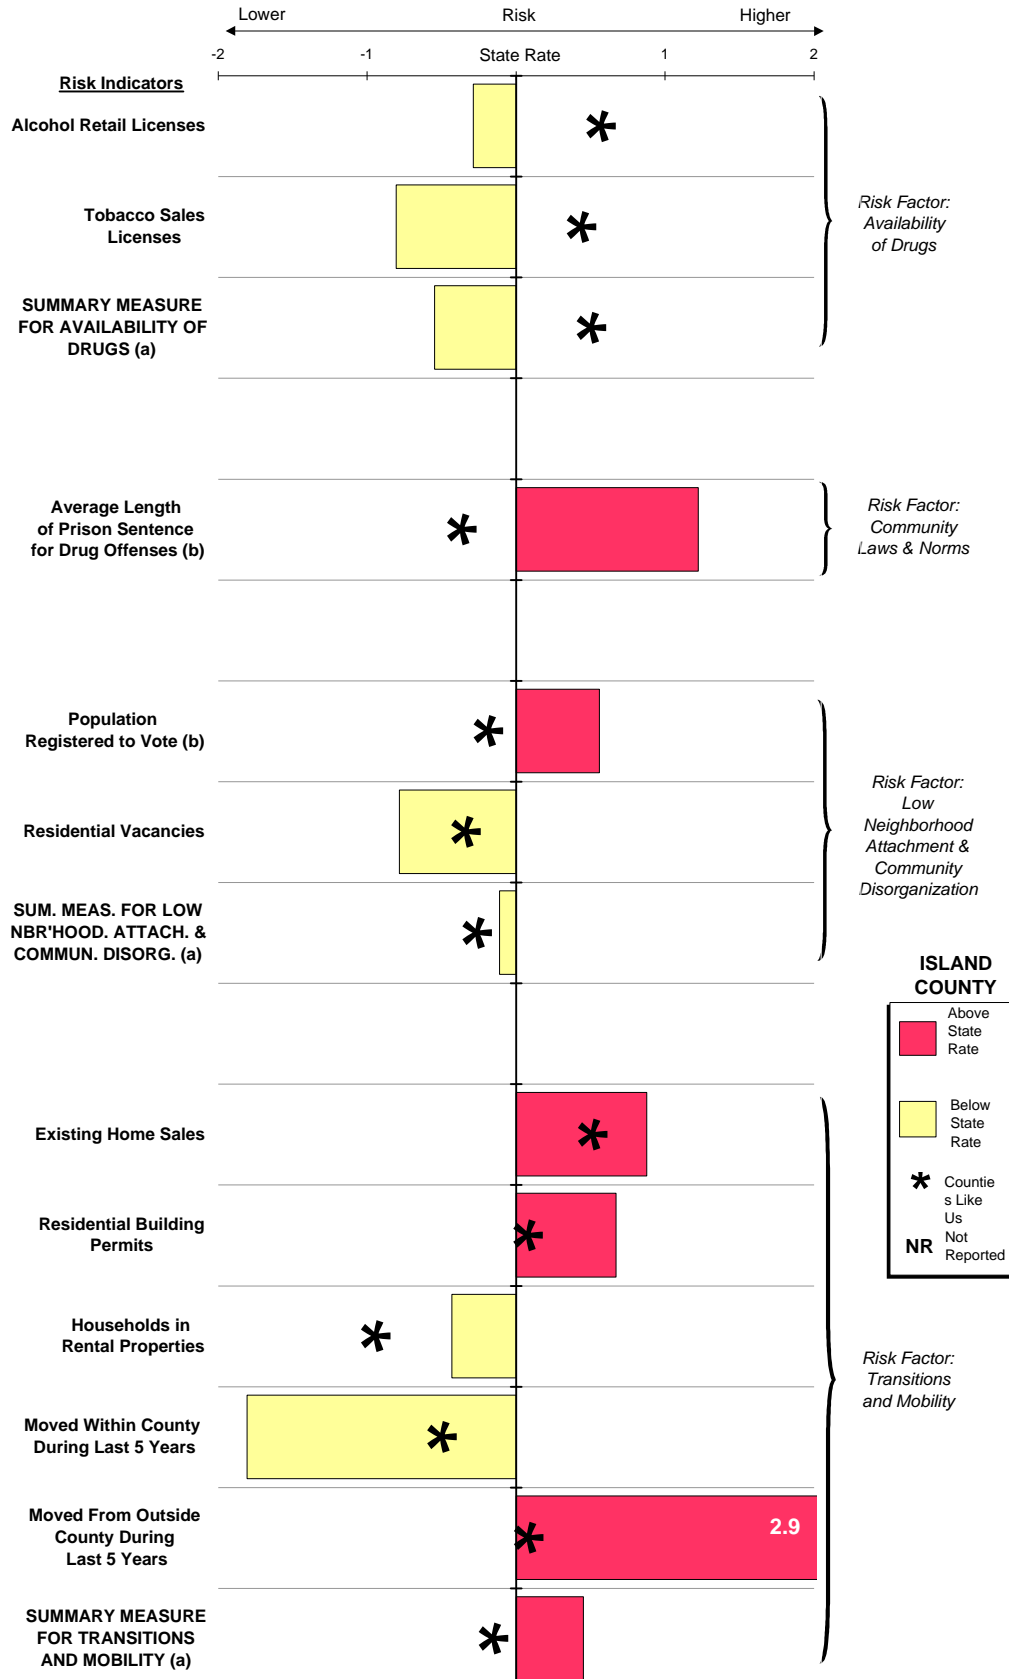 Lower Risk Higher
-2 -1 State Rate 1 2
Risk Indicators
Alcohol Retail Licenses
Tobacco Sales
Licenses
SUMMARY MEASURE
FOR AVAILABILITY OF
DRUGS (a)
Risk Factor:
Availability
of Drugs
Average Length
of Prison Sentence
for Drug Offenses (b)
Risk Factor:
Community
Laws & Norms
Population
Registered to Vote (b)
Residential Vacancies
SUM. MEAS. FOR LOW
NBR'HOOD. ATTACH. &
COMMUN. DISORG. (a)
Risk Factor:
Low
Neighborhood
Attachment &
Community
Disorganization
ISLAND
COUNTY
Above
State
Rate
Below
State
Rate
* Countie
s Like
Us
NR Not
Reported
Existing Home Sales
Residential Building
Permits
Households in
Rental Properties
Moved Within County
During Last 5 Years
Moved From Outside
County During
Last 5 Years
2.9
SUMMARY MEASURE
FOR TRANSITIONS
AND MOBILITY (a)
Risk Factor:
Transitions
and Mobility